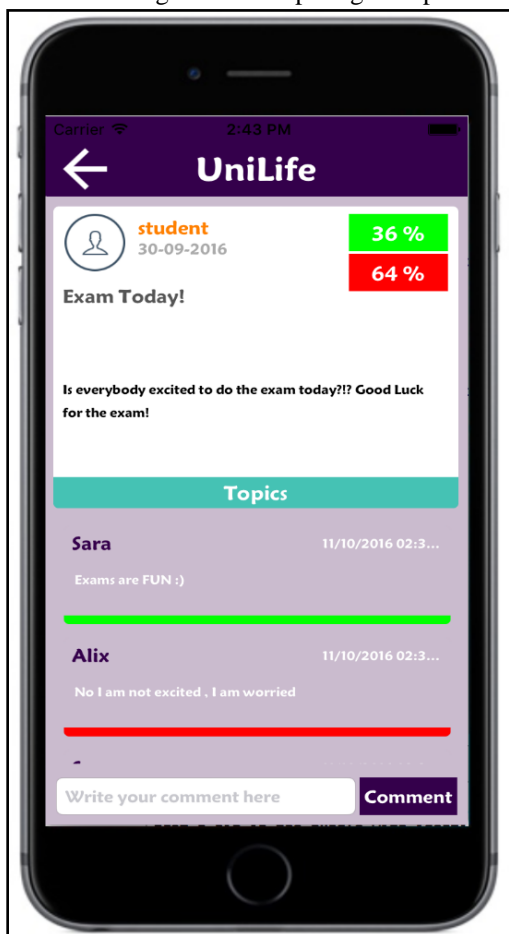 Carrier 2:43 PM
UniLife
student
30-09-2016
36 %
64 %
Exam Today!
Is everybody excited to do the exam today?!? Good Luck
for the exam!
Topics
Sara 11/10/2016 02:3...
Exams are FUN :)
Alix 11/10/2016 02:3...
No I am not excited , I am worried
Write your comment here Comment